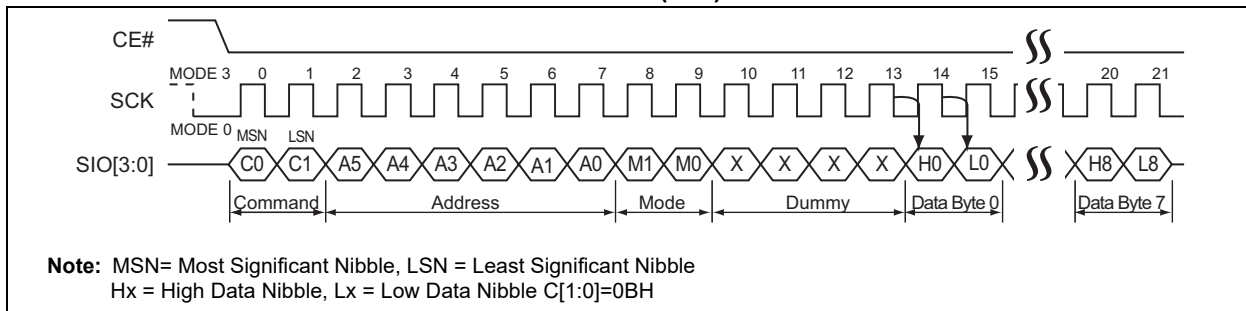 CE#
MODE 3 0 1 2 3 4 5 6 7 8 9 10 11 12 13 14 15 20 21
SCK
MODE 0
MSN LSN
SIO[3:0] C0 C1 A5 A4 A3 A2 A1 A0 M1 M0 X X X X H0 L0 H8 L8
Command Address Mode Dummy Data Byte 0 Data Byte 7
Note: MSN= Most Significant Nibble, LSN = Least Significant Nibble
Hx = High Data Nibble, Lx = Low Data Nibble C[1:0]=0BH